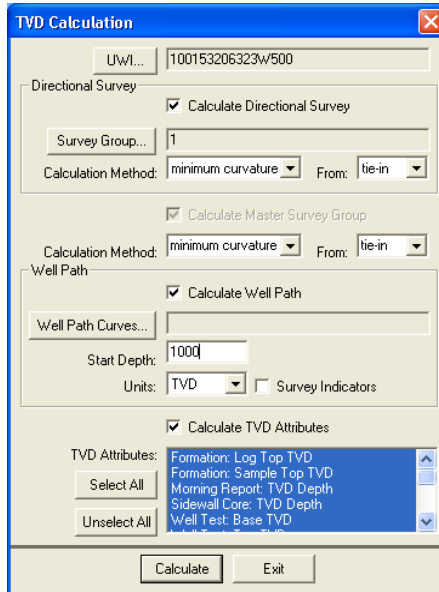 TVD Calculation
UWI... 100153206323W500
Directional Survey
Calculate Directional Survey
Survey Group... 1
Calculation Method: minimum curvature From: tie-in
Calculate Master Survey Group
Calculation Method: minimum curvature From: tie-in
Well Path
Calculate Well Path
Well Path Curves...
Start Depth: 1000
Units: TVD Survey Indicators
Calculate TVD Attributes
TVD Attributes: Formation: Log Top TVD
Formation: Sample Top TVD
Select All Morning Report: TVD Depth
Sidewall Core: TVD Depth
Unselect All Well Test: Base TVD
Calculate Exit